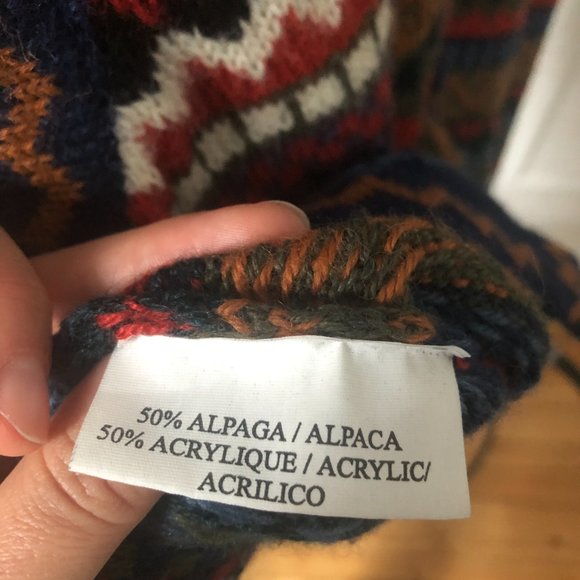 50% ALPAGA / ALPACA
50% ACRYLIQUE / ACRYLIC/
ACRILICO